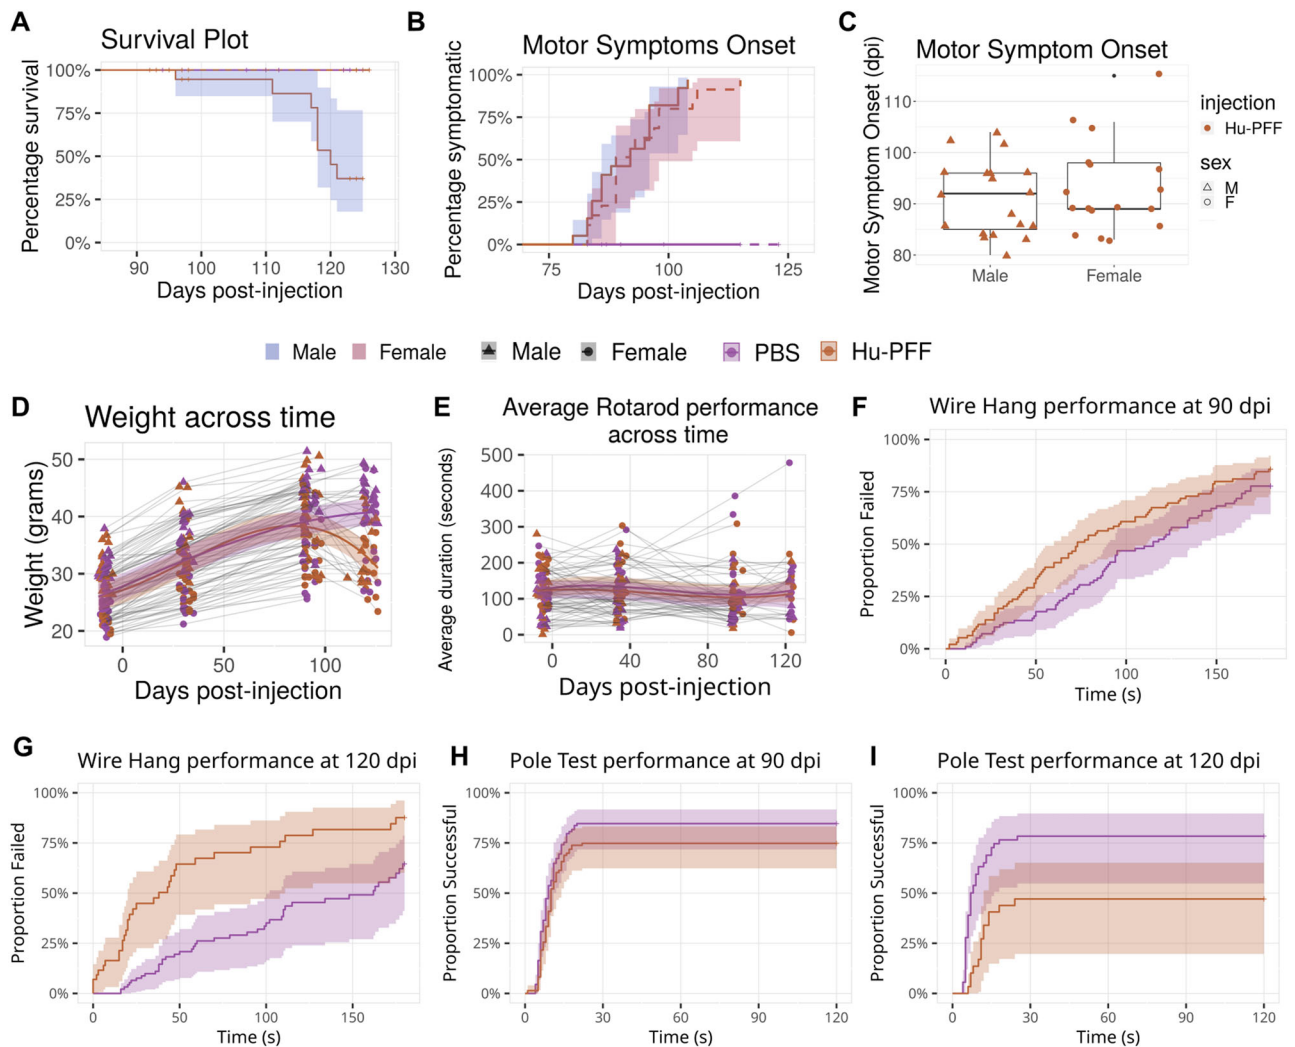 A
Survival Plot
Percentage survival
100%
75%
50%
25%
0%
90
100
110
120
130
Days post-injection
B
Motor Symptoms Onset
Percentage symptomatic
100%
75%
50%
25%
0%
75
100
125
Days post-injection
C
Motor Symptom Onset
Motor Symptom Onset (dpi)
110
100
90
80
Male
Female
injection
Hu-PFF
sex
M
F
Male
Female
Male
Female
PBS
Hu-PFF
D
Weight across time
Weight (grams)
50
40
30
20
0
50
100
Days post-injection
E
Average Rotarod performance
across time
Average duration (seconds)
500
400
300
200
100
0
0
40
80
120
Days post-injection
F
Wire Hang performance at 90 dpi
Proportion Failed
100%
75%
50%
25%
0%
0
50
100
150
Time (s)
G
Wire Hang performance at 120 dpi
Proportion Failed
100%
75%
50%
25%
0%
0
50
100
150
Time (s)
H
Pole Test performance at 90 dpi
Proportion Successful
100%
75%
50%
25%
0%
0
30
60
90
120
Time (s)
I
Pole Test performance at 120 dpi
Proportion Successful
100%
75%
50%
25%
0%
0
30
60
90
120
Time (s)